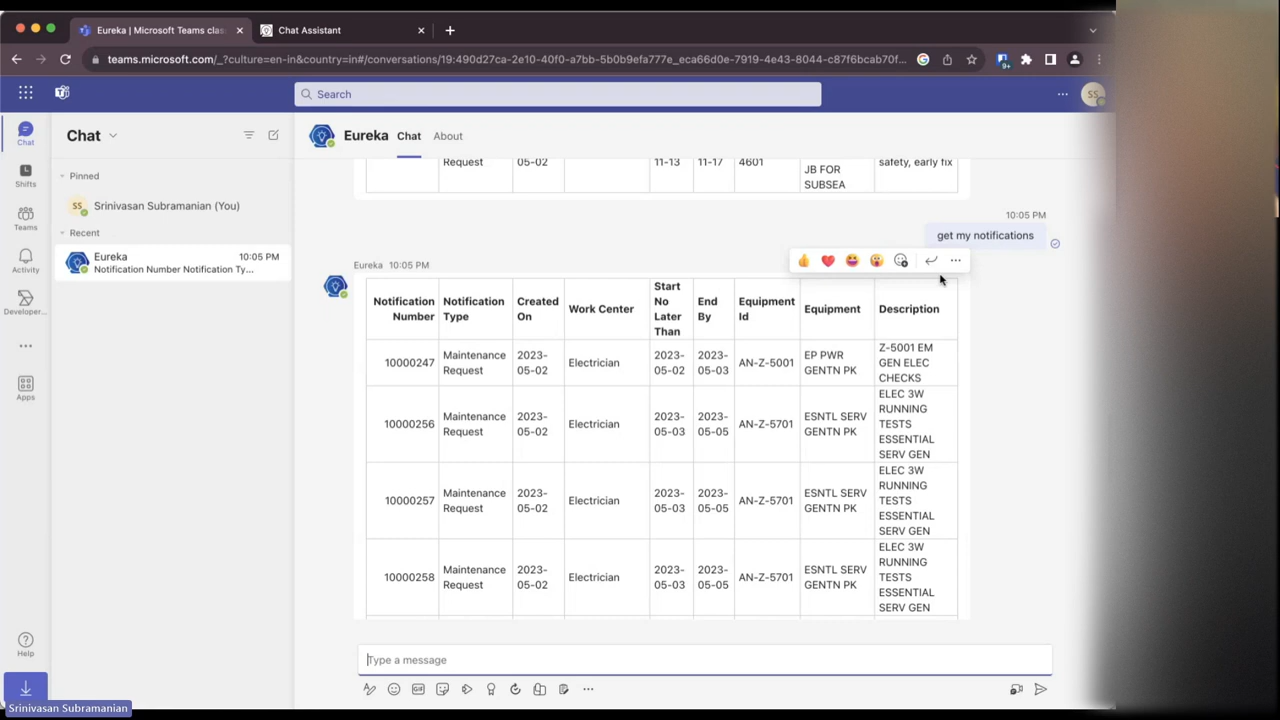 Eureka | Microsoft Teams clas
Chat Assistant
teams.microsoft.com/_?culture=en-in&country=in#/conversations/19:490d27ca-2e10-40f0-a7bb-5b0b9efa777e_eca66d0e-7919-4e43-8044-c87f6bcab70f...
9+
Search
SS
Chat
Shifts
Teams
Activity
Developer...
Apps
Help
Chat
Pinned
SS
Srinivasan Subramanian (You)
Recent
Eureka 10:05 PM
Notification Number Notification Ty...
Eureka Chat About
Request 05-02 11-13 11-17 4601 JB FOR SUBSEA safety, early fix
10:05 PM
get my notifications
Eureka 10:05 PM
Notification Number Notification Type Created On Work Center Start No Later Than End By Equipment Id Equipment Description
10000247 Maintenance Request 2023-05-02 Electrician 2023-05-02 2023-05-03 AN-Z-5001 EP PWR GENTN PK Z-5001 EM GEN ELEC CHECKS
10000256 Maintenance Request 2023-05-02 Electrician 2023-05-03 2023-05-05 AN-Z-5701 ESNTL SERV GENTN PK ELEC 3W RUNNING TESTS ESSENTIAL SERV GEN
10000257 Maintenance Request 2023-05-02 Electrician 2023-05-03 2023-05-05 AN-Z-5701 ESNTL SERV GENTN PK ELEC 3W RUNNING TESTS ESSENTIAL SERV GEN
10000258 Maintenance Request 2023-05-02 Electrician 2023-05-03 2023-05-05 AN-Z-5701 ESNTL SERV GENTN PK ELEC 3W RUNNING TESTS ESSENTIAL SERV GEN
Type a message
GIF
Srinivasan Subramanian